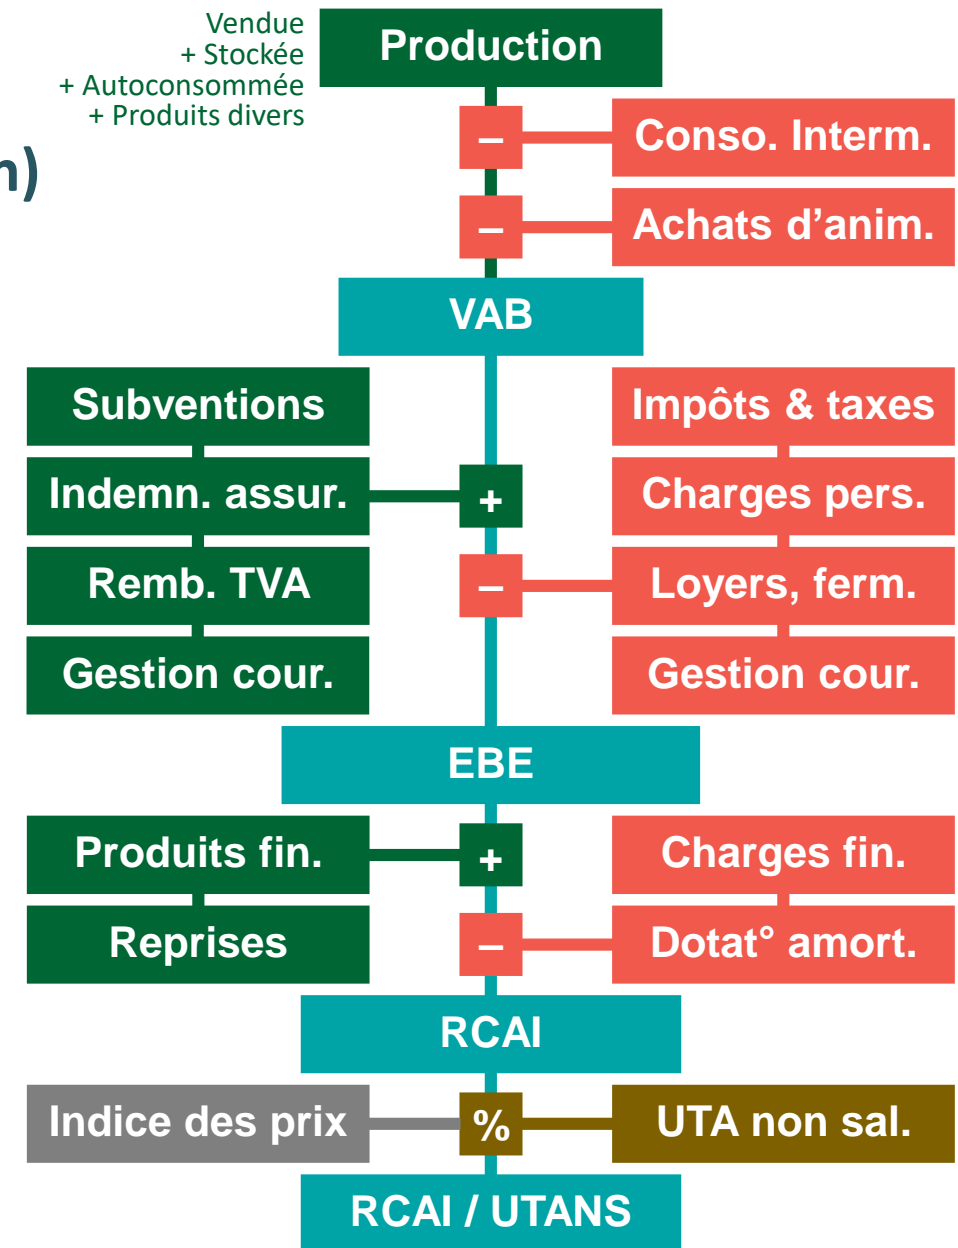 Vendue
+ Stockée
+ Autoconsommée
+ Produits divers
Production
n)
–
Conso. Interm.
–
Achats d’anim.
VAB
Subventions
Impôts & taxes
Indemn. assur.
+
Charges pers.
Remb. TVA
–
Loyers, ferm.
Gestion cour.
Gestion cour.
EBE
Produits fin.
+
Charges fin.
Reprises
–
Dotat° amort.
RCAI
Indice des prix
%
UTA non sal.
RCAI / UTANS